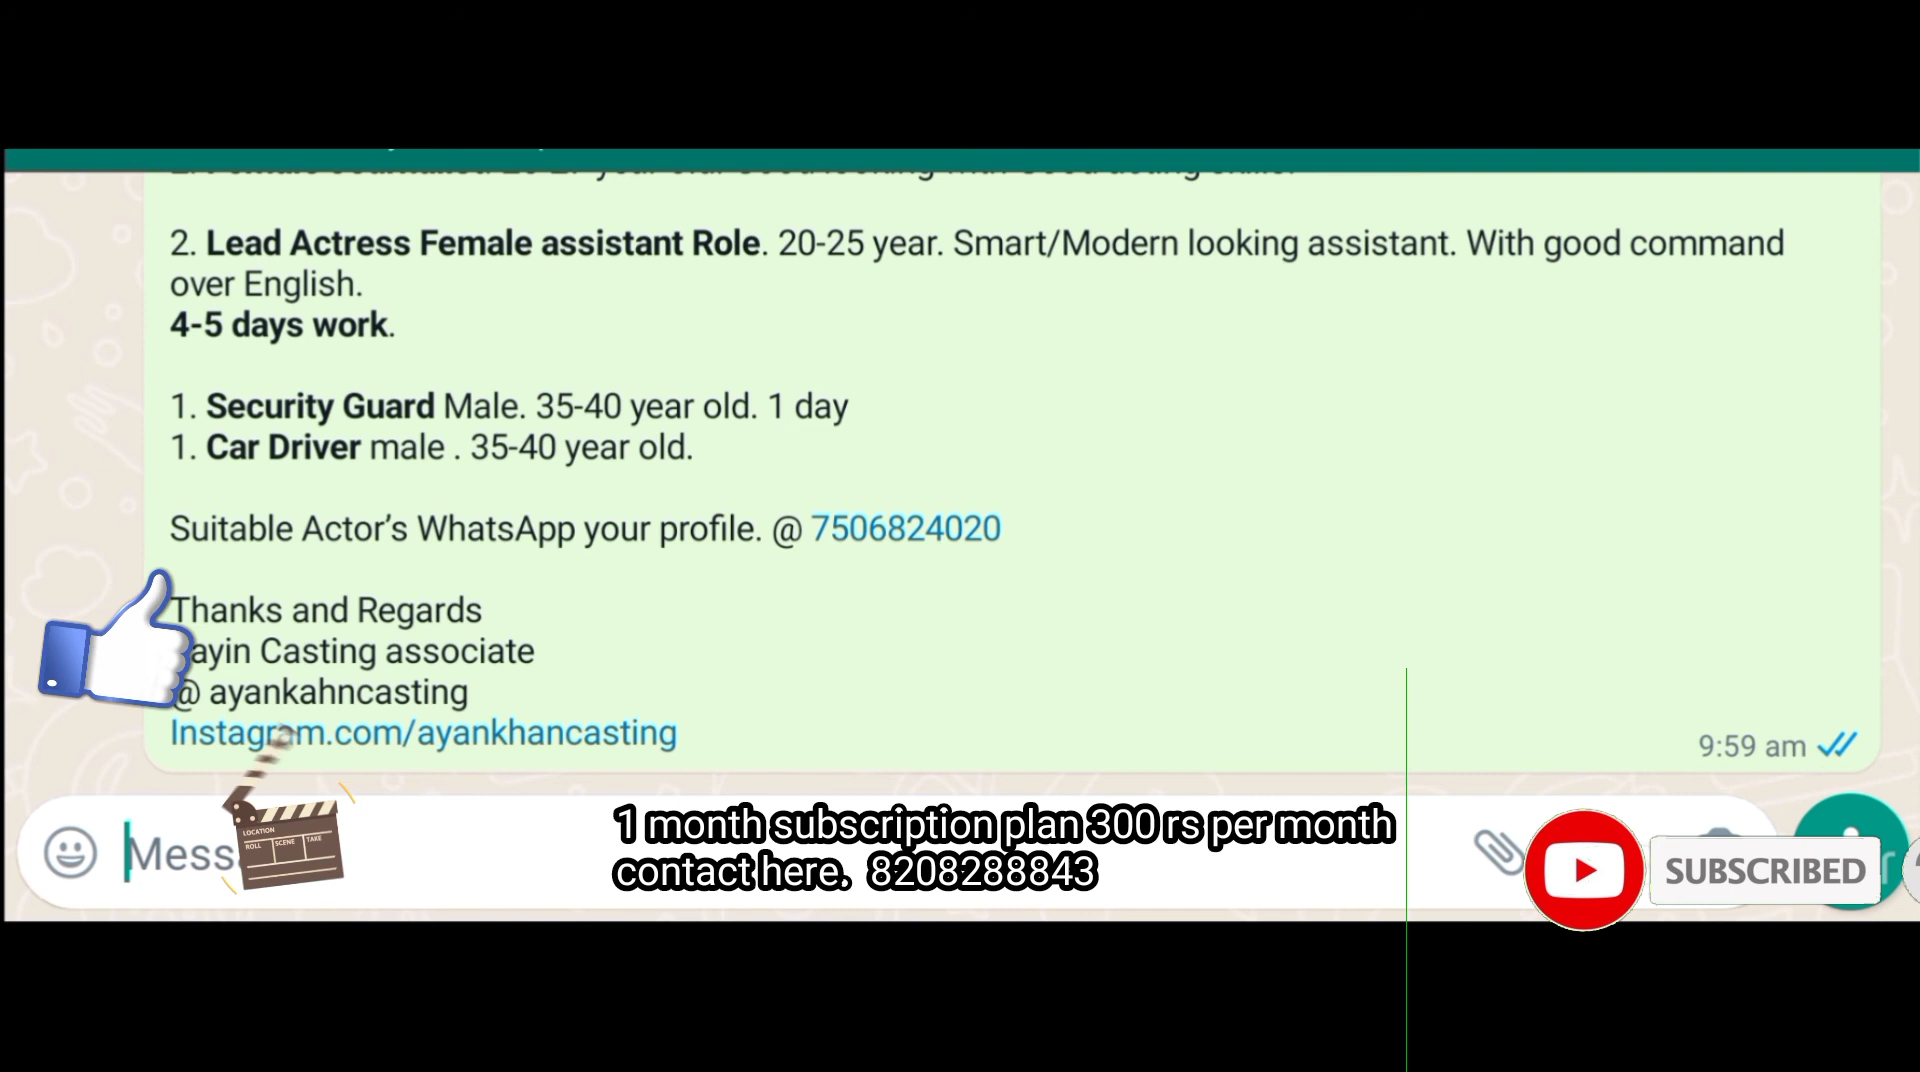 2. Lead Actress Female assistant Role. 20-25 year. Smart/Modern looking assistant. With good command
over English.
4-5 days work.
1. Security Guard Male. 35-40 year old. 1 day
1. Car Driver male . 35-40 year old.
Suitable Actor’s WhatsApp your profile. @ 7506824020
Thanks and Regards
ayin Casting associate
@ ayankahncasting
Instagram.com/ayankhancasting
9:59 am
Mess
LOCATION
ROLL SCENE TAKE
1 month subscription plan 300 rs per month
contact here. 8208288843
SUBSCRIBED